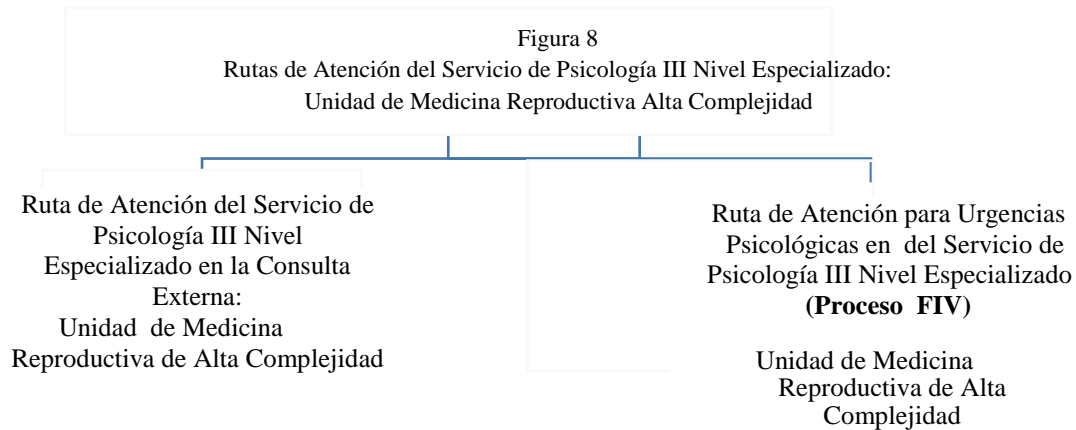 Figura 8
Rutas de Atención del Servicio de Psicología III Nivel Especializado:
Unidad de Medicina Reproductiva Alta Complejidad
Ruta de Atención del Servicio de
Psicología III Nivel
Especializado en la Consulta
Externa:
Unidad de Medicina
Reproductiva de Alta Complejidad
Ruta de Atención para Urgencias
Psicológicas en del Servicio de
Psicología III Nivel Especializado
(Proceso FIV)
Unidad de Medicina
Reproductiva de Alta
Complejidad